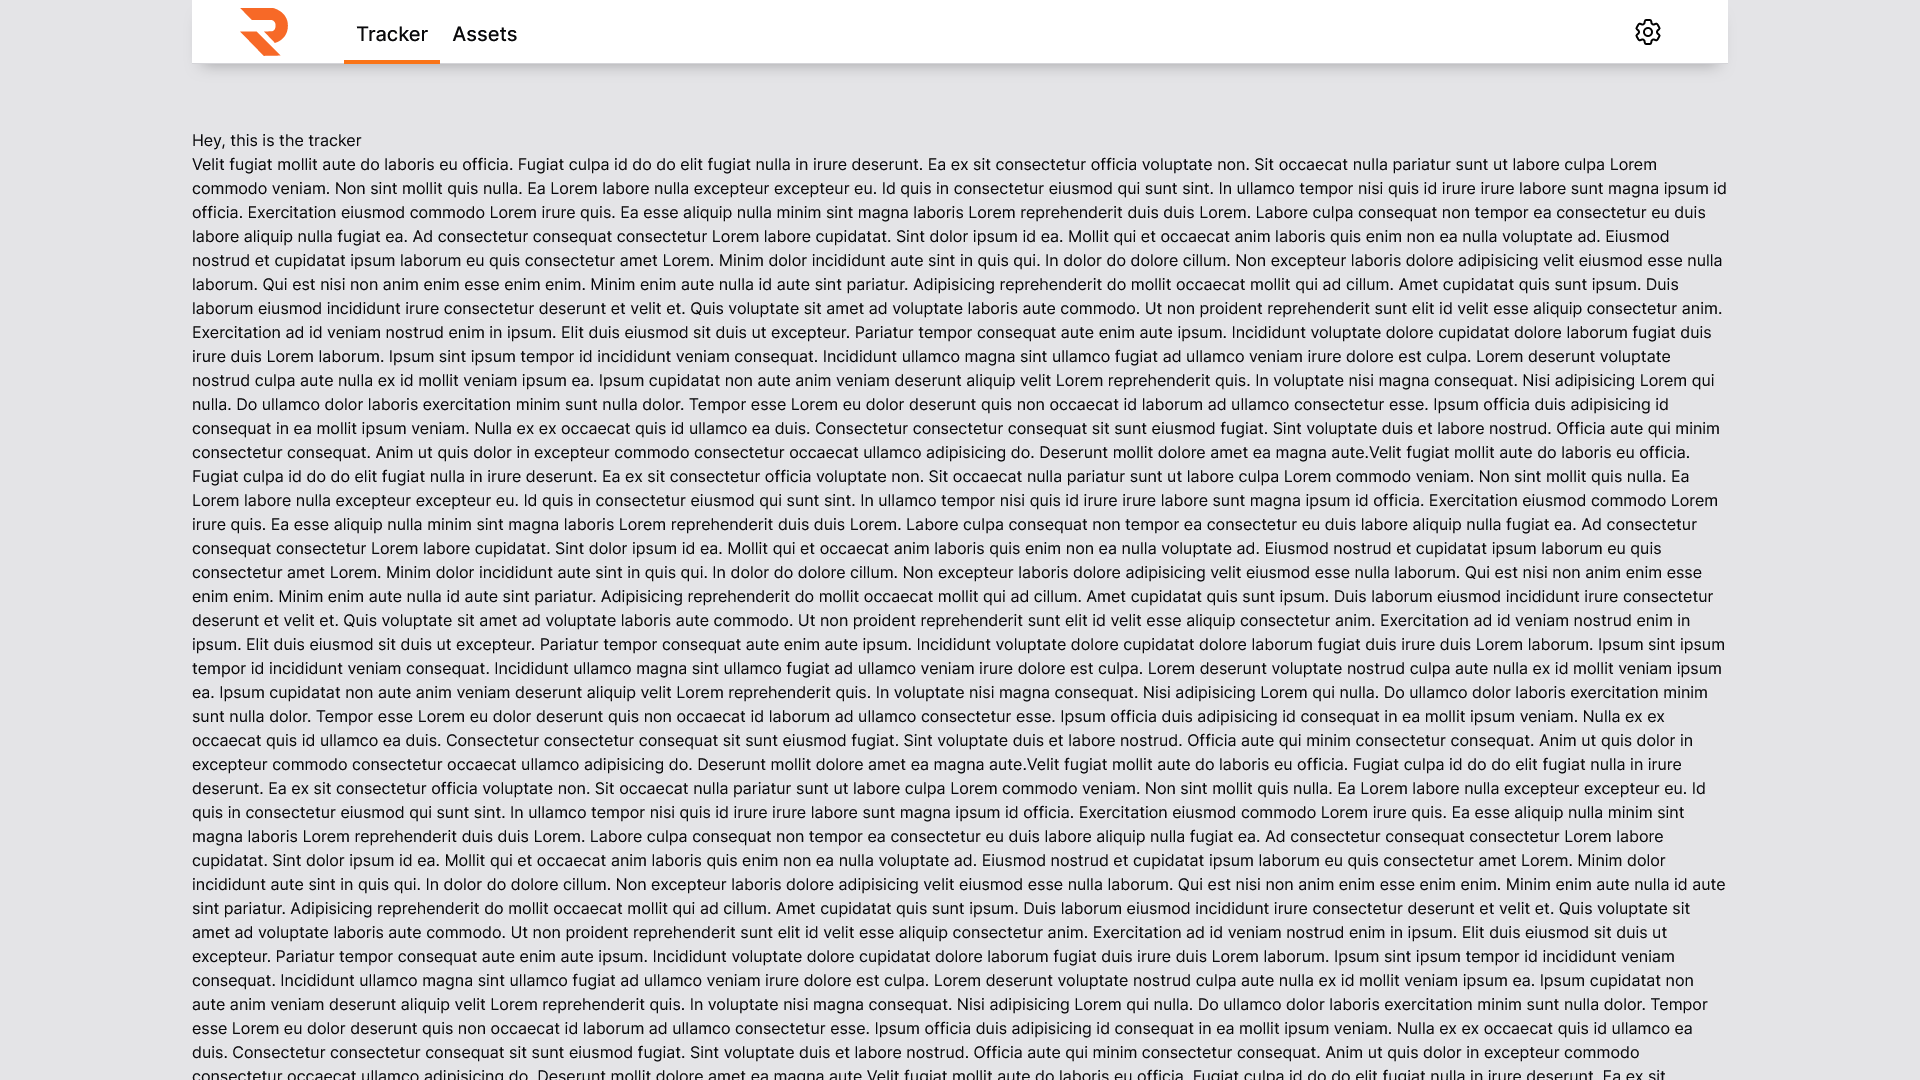 Tracker Assets
Hey, this is the tracker
Velit fugiat mollit aute do laboris eu officia. Fugiat culpa id do do elit fugiat nulla in irure deserunt. Ea ex sit consectetur officia voluptate non. Sit occaecat nulla pariatur sunt ut labore culpa Lorem
commodo veniam. Non sint mollit quis nulla. Ea Lorem labore nulla excepteur excepteur eu. Id quis in consectetur eiusmod qui sunt sint. In ullamco tempor nisi quis id irure irure labore sunt magna ipsum id
officia. Exercitation eiusmod commodo Lorem irure quis. Ea esse aliquip nulla minim sint magna laboris Lorem reprehenderit duis duis Lorem. Labore culpa consequat non tempor ea consectetur eu duis
labore aliquip nulla fugiat ea. Ad consectetur consequat consectetur Lorem labore cupidatat. Sint dolor ipsum id ea. Mollit qui et occaecat anim laboris quis enim non ea nulla voluptate ad. Eiusmod
nostrud et cupidatat ipsum laborum eu quis consectetur amet Lorem. Minim dolor incididunt aute sint in quis qui. In dolor do dolore cillum. Non excepteur laboris dolore adipisicing velit eiusmod esse nulla
laborum. Qui est nisi non anim enim esse enim enim. Minim enim aute nulla id aute sint pariatur. Adipisicing reprehenderit do mollit occaecat mollit qui ad cillum. Amet cupidatat quis sunt ipsum. Duis
laborum eiusmod incididunt irure consectetur deserunt et velit et. Quis voluptate sit amet ad voluptate laboris aute commodo. Ut non proident reprehenderit sunt elit id velit esse aliquip consectetur anim.
Exercitation ad id veniam nostrud enim in ipsum. Elit duis eiusmod sit duis ut excepteur. Pariatur tempor consequat aute enim aute ipsum. Incididunt voluptate dolore cupidatat dolore laborum fugiat duis
irure duis Lorem laborum. Ipsum sint ipsum tempor id incididunt veniam consequat. Incididunt ullamco magna sint ullamco fugiat ad ullamco veniam irure dolore est culpa. Lorem deserunt voluptate
nostrud culpa aute nulla ex id mollit veniam ipsum ea. Ipsum cupidatat non aute anim veniam deserunt aliquip velit Lorem reprehenderit quis. In voluptate nisi magna consequat. Nisi adipisicing Lorem qui
nulla. Do ullamco dolor laboris exercitation minim sunt nulla dolor. Tempor esse Lorem eu dolor deserunt quis non occaecat id laborum ad ullamco consectetur esse. Ipsum officia duis adipisicing id
consequat in ea mollit ipsum veniam. Nulla ex ex occaecat quis id ullamco ea duis. Consectetur consectetur consequat sit sunt eiusmod fugiat. Sint voluptate duis et labore nostrud. Officia aute qui minim
consectetur consequat. Anim ut quis dolor in excepteur commodo consectetur occaecat ullamco adipisicing do. Deserunt mollit dolore amet ea magna aute.Velit fugiat mollit aute do laboris eu officia.
Fugiat culpa id do do elit fugiat nulla in irure deserunt. Ea ex sit consectetur officia voluptate non. Sit occaecat nulla pariatur sunt ut labore culpa Lorem commodo veniam. Non sint mollit quis nulla. Ea
Lorem labore nulla excepteur excepteur eu. Id quis in consectetur eiusmod qui sunt sint. In ullamco tempor nisi quis id irure irure labore sunt magna ipsum id officia. Exercitation eiusmod commodo Lorem
irure quis. Ea esse aliquip nulla minim sint magna laboris Lorem reprehenderit duis duis Lorem. Labore culpa consequat non tempor ea consectetur eu duis labore aliquip nulla fugiat ea. Ad consectetur
consequat consectetur Lorem labore cupidatat. Sint dolor ipsum id ea. Mollit qui et occaecat anim laboris quis enim non ea nulla voluptate ad. Eiusmod nostrud et cupidatat ipsum laborum eu quis
consectetur amet Lorem. Minim dolor incididunt aute sint in quis qui. In dolor do dolore cillum. Non excepteur laboris dolore adipisicing velit eiusmod esse nulla laborum. Qui est nisi non anim enim esse
enim enim. Minim enim aute nulla id aute sint pariatur. Adipisicing reprehenderit do mollit occaecat mollit qui ad cillum. Amet cupidatat quis sunt ipsum. Duis laborum eiusmod incididunt irure consectetur
deserunt et velit et. Quis voluptate sit amet ad voluptate laboris aute commodo. Ut non proident reprehenderit sunt elit id velit esse aliquip consectetur anim. Exercitation ad id veniam nostrud enim in
ipsum. Elit duis eiusmod sit duis ut excepteur. Pariatur tempor consequat aute enim aute ipsum. Incididunt voluptate dolore cupidatat dolore laborum fugiat duis irure duis Lorem laborum. Ipsum sint ipsum
tempor id incididunt veniam consequat. Incididunt ullamco magna sint ullamco fugiat ad ullamco veniam irure dolore est culpa. Lorem deserunt voluptate nostrud culpa aute nulla ex id mollit veniam ipsum
ea. Ipsum cupidatat non aute anim veniam deserunt aliquip velit Lorem reprehenderit quis. In voluptate nisi magna consequat. Nisi adipisicing Lorem qui nulla. Do ullamco dolor laboris exercitation minim
sunt nulla dolor. Tempor esse Lorem eu dolor deserunt quis non occaecat id laborum ad ullamco consectetur esse. Ipsum officia duis adipisicing id consequat in ea mollit ipsum veniam. Nulla ex ex
occaecat quis id ullamco ea duis. Consectetur consectetur consequat sit sunt eiusmod fugiat. Sint voluptate duis et labore nostrud. Officia aute qui minim consectetur consequat. Anim ut quis dolor in
excepteur commodo consectetur occaecat ullamco adipisicing do. Deserunt mollit dolore amet ea magna aute.Velit fugiat mollit aute do laboris eu officia. Fugiat culpa id do do elit fugiat nulla in irure
deserunt. Ea ex sit consectetur officia voluptate non. Sit occaecat nulla pariatur sunt ut labore culpa Lorem commodo veniam. Non sint mollit quis nulla. Ea Lorem labore nulla excepteur excepteur eu. Id
quis in consectetur eiusmod qui sunt sint. In ullamco tempor nisi quis id irure irure labore sunt magna ipsum id officia. Exercitation eiusmod commodo Lorem irure quis. Ea esse aliquip nulla minim sint
magna laboris Lorem reprehenderit duis duis Lorem. Labore culpa consequat non tempor ea consectetur eu duis labore aliquip nulla fugiat ea. Ad consectetur consequat consectetur Lorem labore
cupidatat. Sint dolor ipsum id ea. Mollit qui et occaecat anim laboris quis enim non ea nulla voluptate ad. Eiusmod nostrud et cupidatat ipsum laborum eu quis consectetur amet Lorem. Minim dolor
incididunt aute sint in quis qui. In dolor do dolore cillum. Non excepteur laboris dolore adipisicing velit eiusmod esse nulla laborum. Qui est nisi non anim enim esse enim enim. Minim enim aute nulla id aute
sint pariatur. Adipisicing reprehenderit do mollit occaecat mollit qui ad cillum. Amet cupidatat quis sunt ipsum. Duis laborum eiusmod incididunt irure consectetur deserunt et velit et. Quis voluptate sit
amet ad voluptate laboris aute commodo. Ut non proident reprehenderit sunt elit id velit esse aliquip consectetur anim. Exercitation ad id veniam nostrud enim in ipsum. Elit duis eiusmod sit duis ut
excepteur. Pariatur tempor consequat aute enim aute ipsum. Incididunt voluptate dolore cupidatat dolore laborum fugiat duis irure duis Lorem laborum. Ipsum sint ipsum tempor id incididunt veniam
consequat. Incididunt ullamco magna sint ullamco fugiat ad ullamco veniam irure dolore est culpa. Lorem deserunt voluptate nostrud culpa aute nulla ex id mollit veniam ipsum ea. Ipsum cupidatat non
aute anim veniam deserunt aliquip velit Lorem reprehenderit quis. In voluptate nisi magna consequat. Nisi adipisicing Lorem qui nulla. Do ullamco dolor laboris exercitation minim sunt nulla dolor. Tempor
esse Lorem eu dolor deserunt quis non occaecat id laborum ad ullamco consectetur esse. Ipsum officia duis adipisicing id consequat in ea mollit ipsum veniam. Nulla ex ex occaecat quis id ullamco ea
duis. Consectetur consectetur consequat sit sunt eiusmod fugiat. Sint voluptate duis et labore nostrud. Officia aute qui minim consectetur consequat. Anim ut quis dolor in excepteur commodo
consectetur occaecat ullamco adipisicing do. Deserunt mollit dolore amet ea magna aute.Velit fugiat mollit aute do laboris eu officia. Fugiat culpa id do do elit fugiat nulla in irure deserunt. Ea ex sit